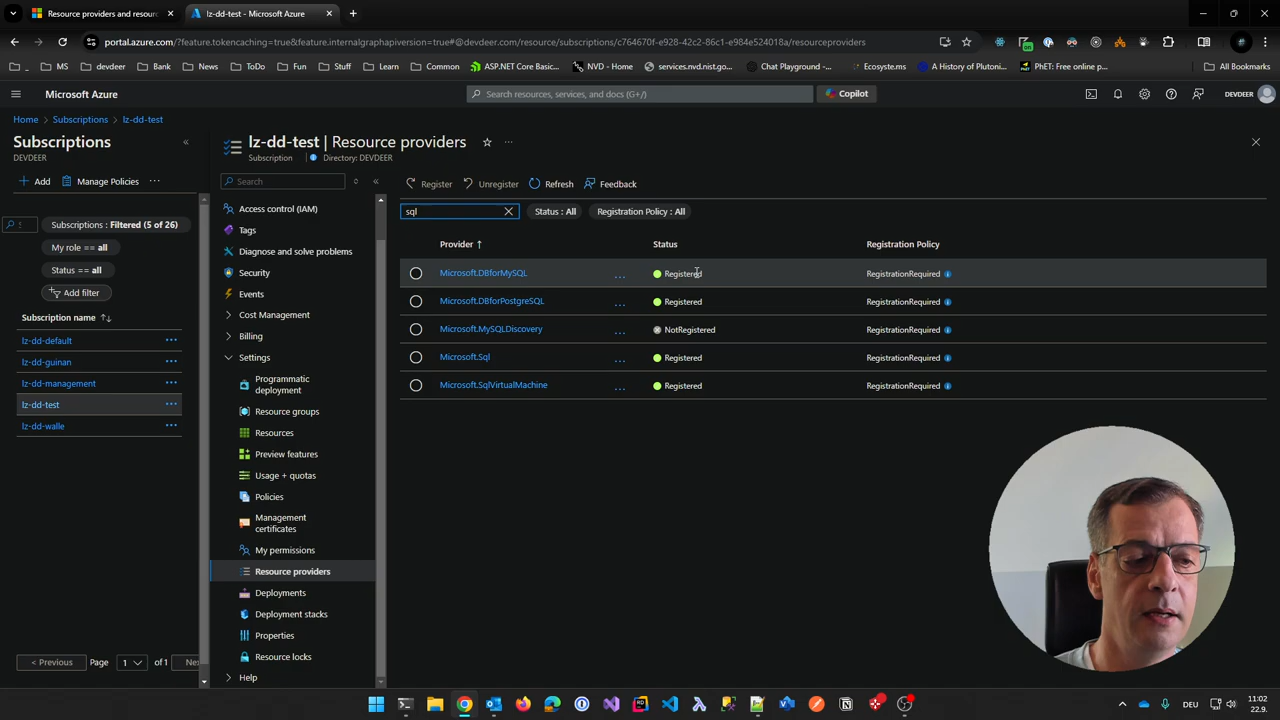 Resource providers and resour
lz-dd-test - Microsoft Azure
portal.azure.com/?feature.tokencaching=true&feature.internalgraphapiversion=true#@devdeer.com/resource/subscriptions/c764670f-e928-42c2-86c1-e984e524018a/resourceproviders
MS devdeer Bank News ToDo Fun Stuff Learn Common ASP.NET Core Basic... NVD - Home services.nvd.nist.go... Chat Playground -... Ecosyste.ms A History of Plutoni... PhET: Free online p... All Bookmarks
Microsoft Azure
Search resources, services, and docs (G+/)
Copilot
DEVDEER
Home > Subscriptions > lz-dd-test
Subscriptions
DEVDEER
Add
Manage Policies
Subscriptions : Filtered (5 of 26)
My role == all
Status == all
Add filter
Subscription name
lz-dd-default
lz-dd-guinan
lz-dd-management
lz-dd-test
lz-dd-walle
< Previous Page 1 of 1 Nex
lz-dd-test | Resource providers
Subscription Directory: DEVDEER
Search
Access control (IAM)
Tags
Diagnose and solve problems
Security
Events
Cost Management
Billing
Settings
Programmatic
deployment
Resource groups
Resources
Preview features
Usage + quotas
Policies
Management
certificates
My permissions
Resource providers
Deployments
Deployment stacks
Properties
Resource locks
Help
Register Unregister Refresh Feedback
sql Status : All Registration Policy : All
Provider ↑ Status Registration Policy
Microsoft.DBforMySQL ... Registered RegistrationRequired
Microsoft.DBforPostgreSQL ... Registered RegistrationRequired
Microsoft.MySQLDiscovery ... NotRegistered RegistrationRequired
Microsoft.Sql ... Registered RegistrationRequired
Microsoft.SqlVirtualMachine ... Registered RegistrationRequired
DEU
11:02
22.9.